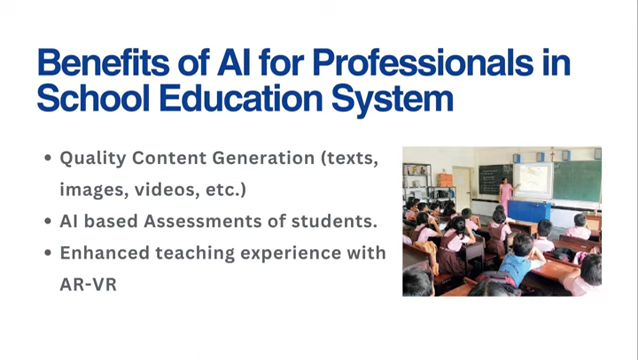 Benefits of AI for Professionals in
School Education System
• Quality Content Generation (texts,
images, videos, etc.)
• AI based Assessments of students.
• Enhanced teaching experience with
AR-VR